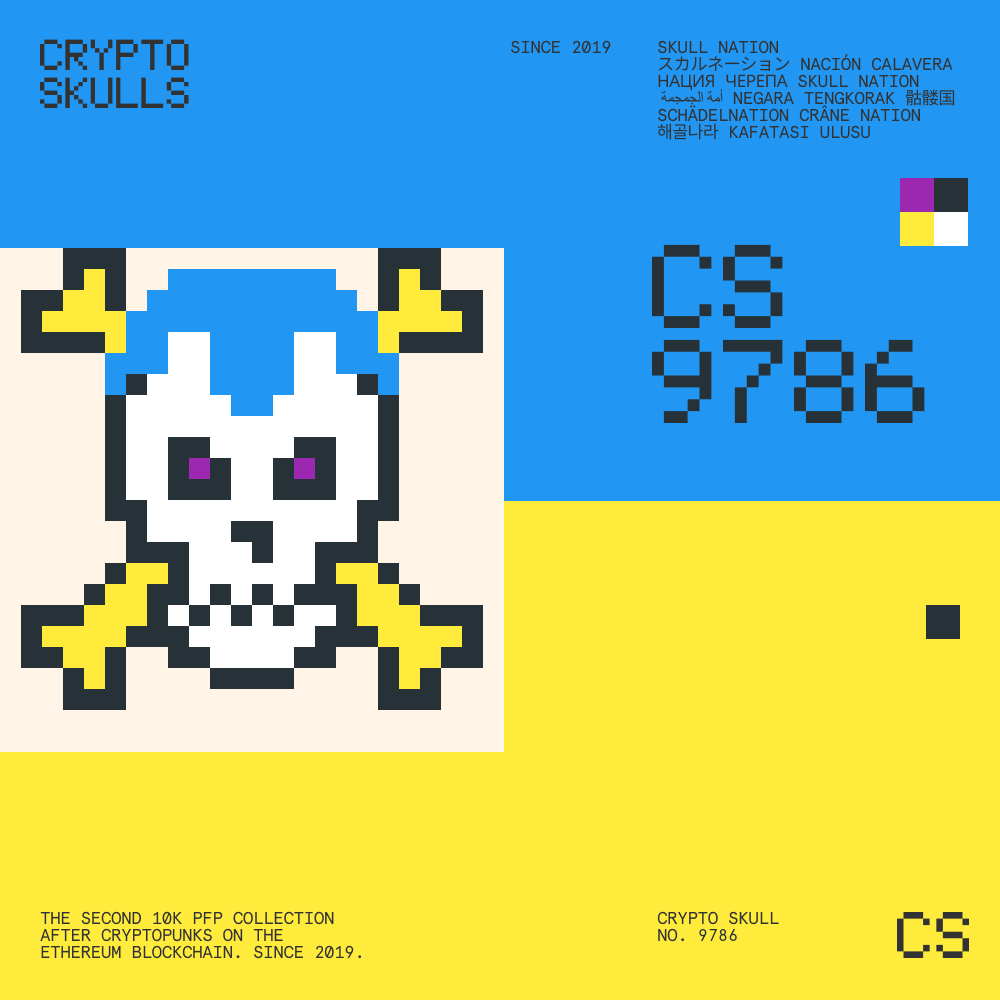 CRYPTO
SKULLS
SINCE 2019
SKULL NATION
スカルネーション NACIÓN CALAVERA
НАЦИЯ ЧЕРЕПА SKULL NATION
أمة الجمجمة NEGARA TENGKORAK 骷髅国
SCHÄDELNATION CRÂNE NATION
해골나라 KAFATASI ULUSU
CS
9786
THE SECOND 10K PFP COLLECTION
AFTER CRYPTOPUNKS ON THE
ETHEREUM BLOCKCHAIN. SINCE 2019.
CRYPTO SKULL
NO. 9786
CS